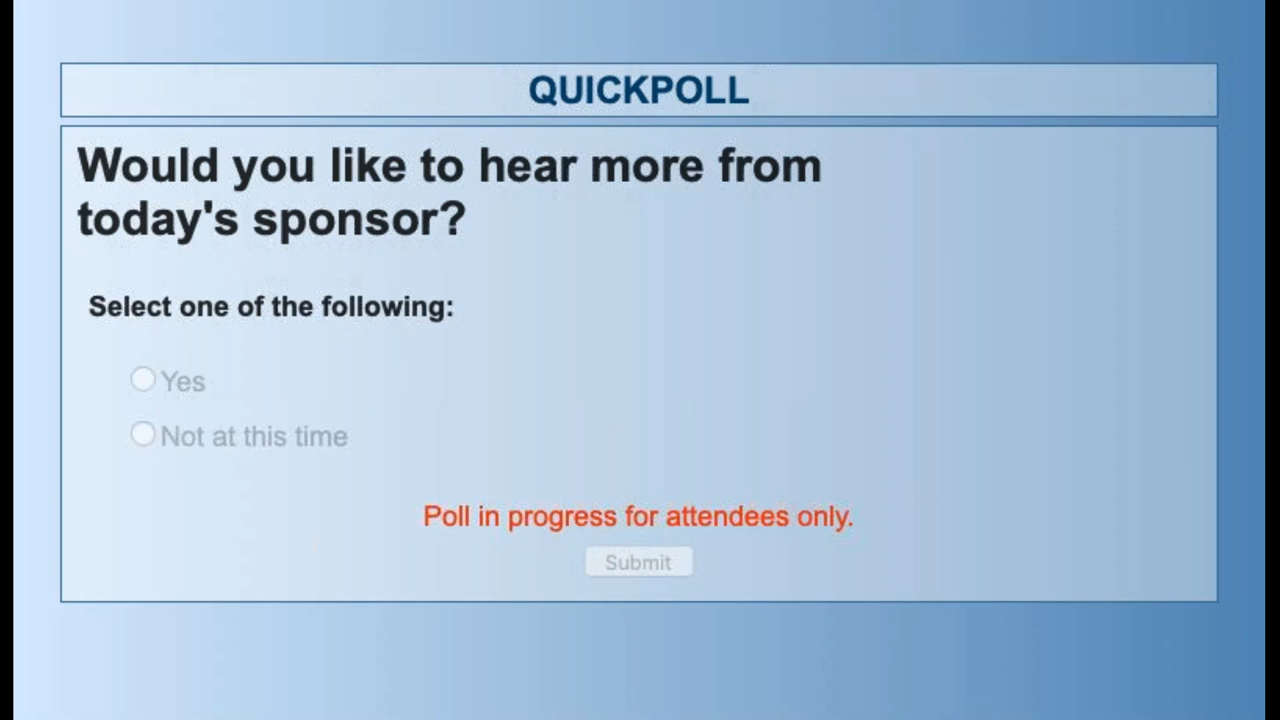 QUICKPOLL
Would you like to hear more from
today's sponsor?
Select one of the following:
Yes
Not at this time
Poll in progress for attendees only.
Submit